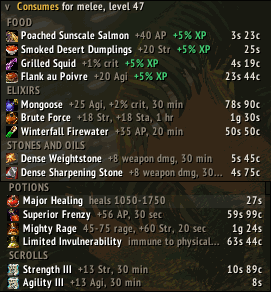 v Consumes for melee, level 47
FOOD
Poached Sunscale Salmon +40 AP +5% XP 3s 23c
Smoked Desert Dumplings +20 Str +5% XP 25s
Grilled Squid +1% crit +5% XP 4s 19c
Flank au Poivre +20 Agi +5% XP 23s 44c
ELIXIRS
Mongoose +25 Agi, +2% crit, 30 min 78s 90c
Brute Force +18 Str, +18 Sta, 1 hr 1g 30s
Winterfall Firewater +35 AP, 20 min 50s 50c
STONES AND OILS
Dense Weightstone +8 weapon dmg, 30 min 5s 45c
Dense Sharpening Stone +8 weapon dmg, 30... 4s 75c
POTIONS
Major Healing heals 1050-1750 27s
Superior Frenzy +56 AP, 30 sec 59s 99c
Mighty Rage 45-75 rage, +60 Str, 20 sec 1g 24s
Limited Invulnerability immune to physical... 63s 44c
SCROLLS
Strength III +13 Str, 30 min 10s 89c
Agility III +13 Agi, 30 min 8s